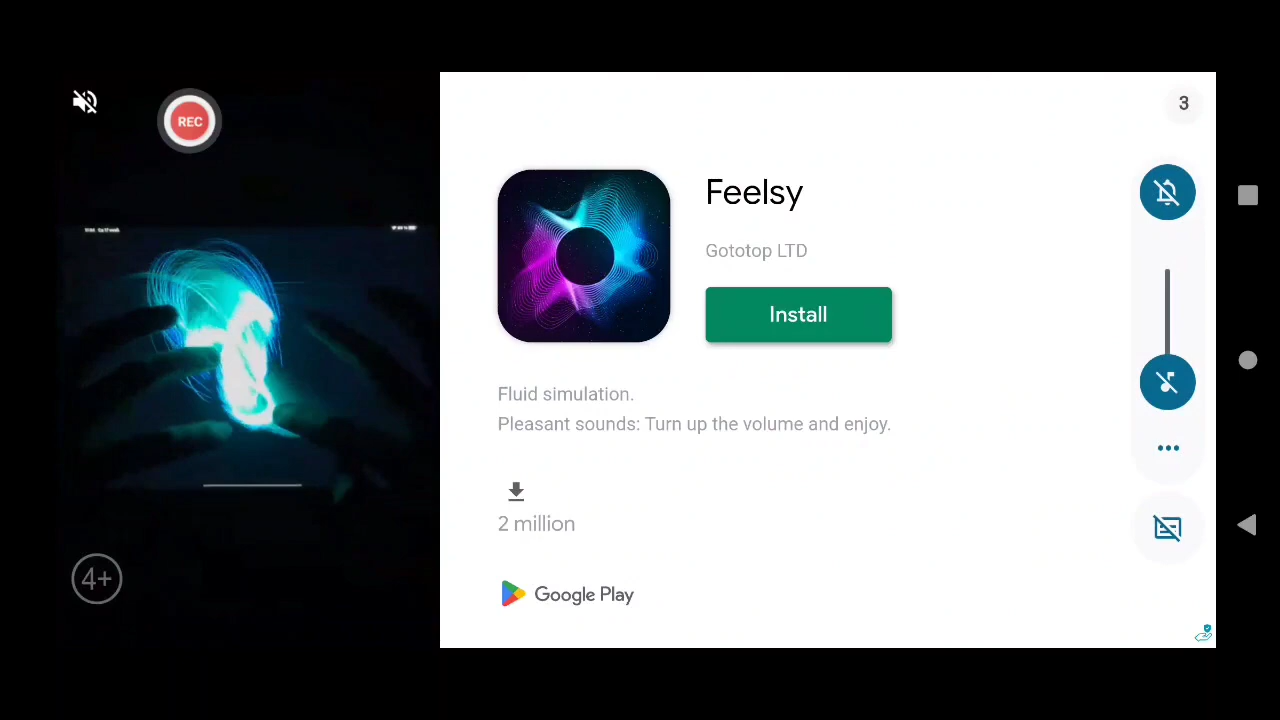 REC
3
Feelsy
Gototop LTD
Install
Fluid simulation.
Pleasant sounds: Turn up the volume and enjoy.
2 million
4+
Google Play